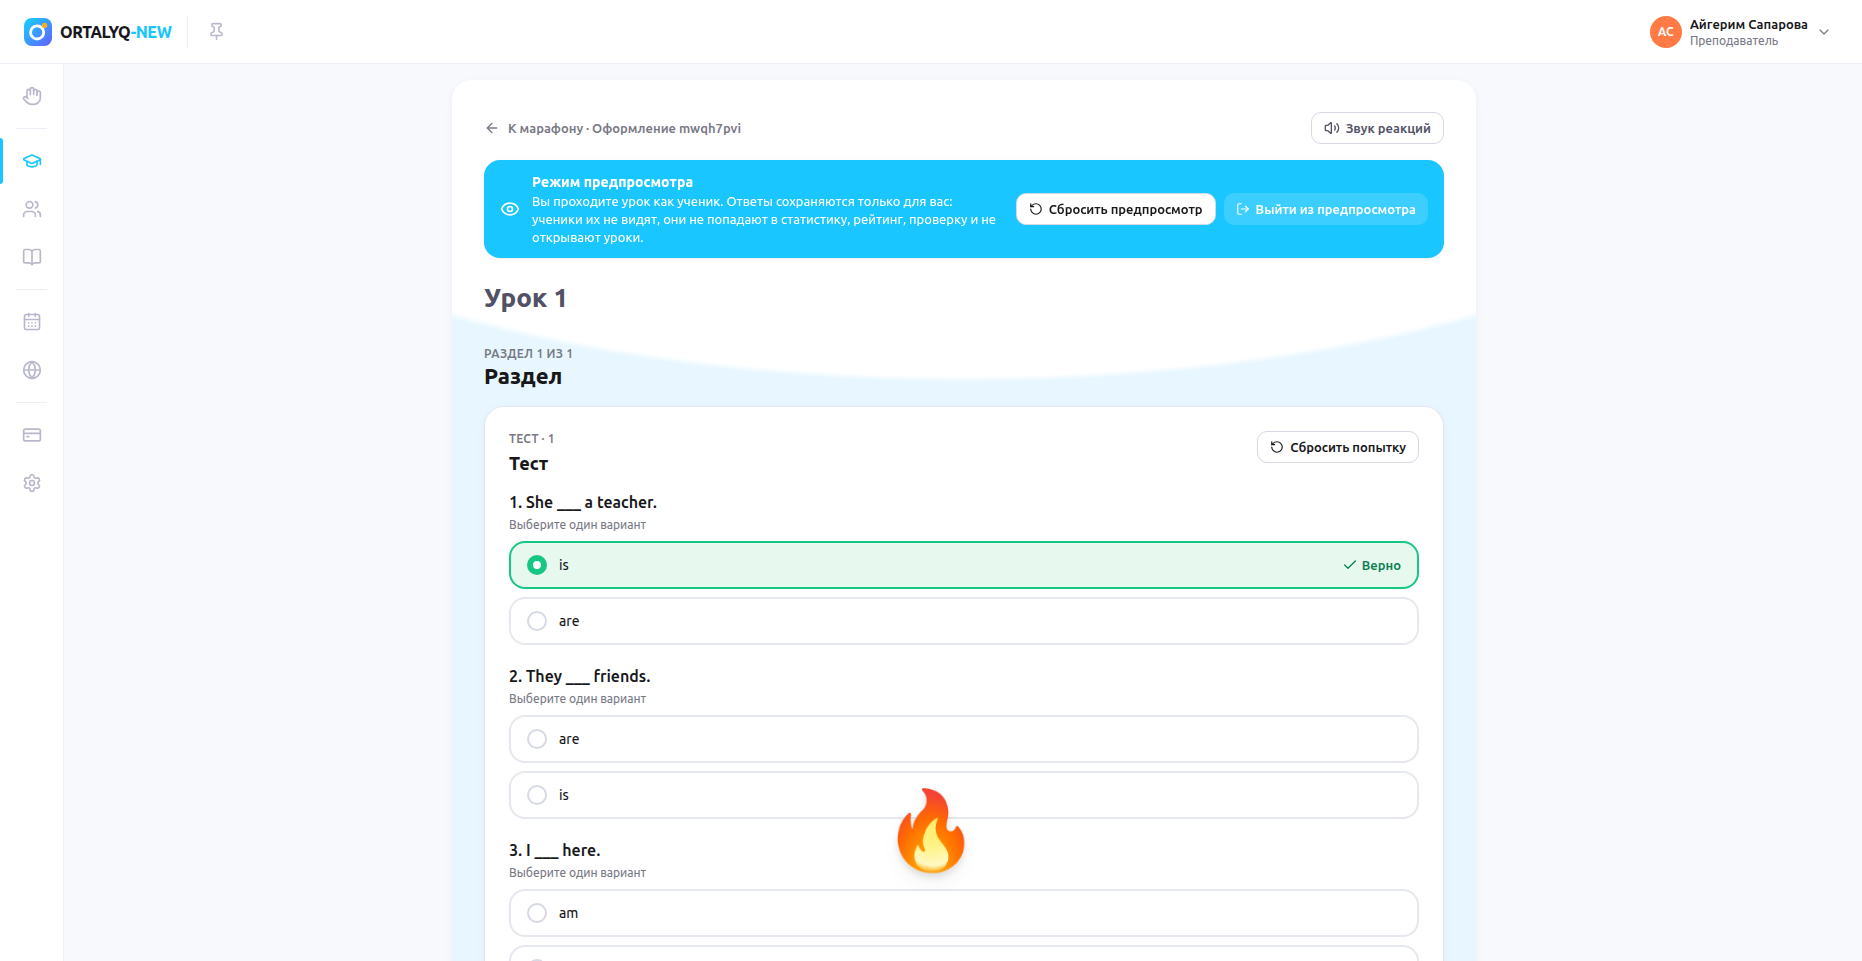 ORTALYQ-NEW
АС
Айгерим Сапарова
Преподаватель
К марафону · Оформление mwqh7pvi
Звук реакций
Режим предпросмотра
Вы проходите урок как ученик. Ответы сохраняются только для вас:
ученики их не видят, они не попадают в статистику, рейтинг, проверку и не
открывают уроки.
Сбросить предпросмотр
Выйти из предпросмотра
Урок 1
РАЗДЕЛ 1 ИЗ 1
Раздел
ТЕСТ · 1
Тест
Сбросить попытку
1. She ___ a teacher.
Выберите один вариант
is
Верно
are
2. They ___ friends.
Выберите один вариант
are
is
3. I ___ here.
Выберите один вариант
am